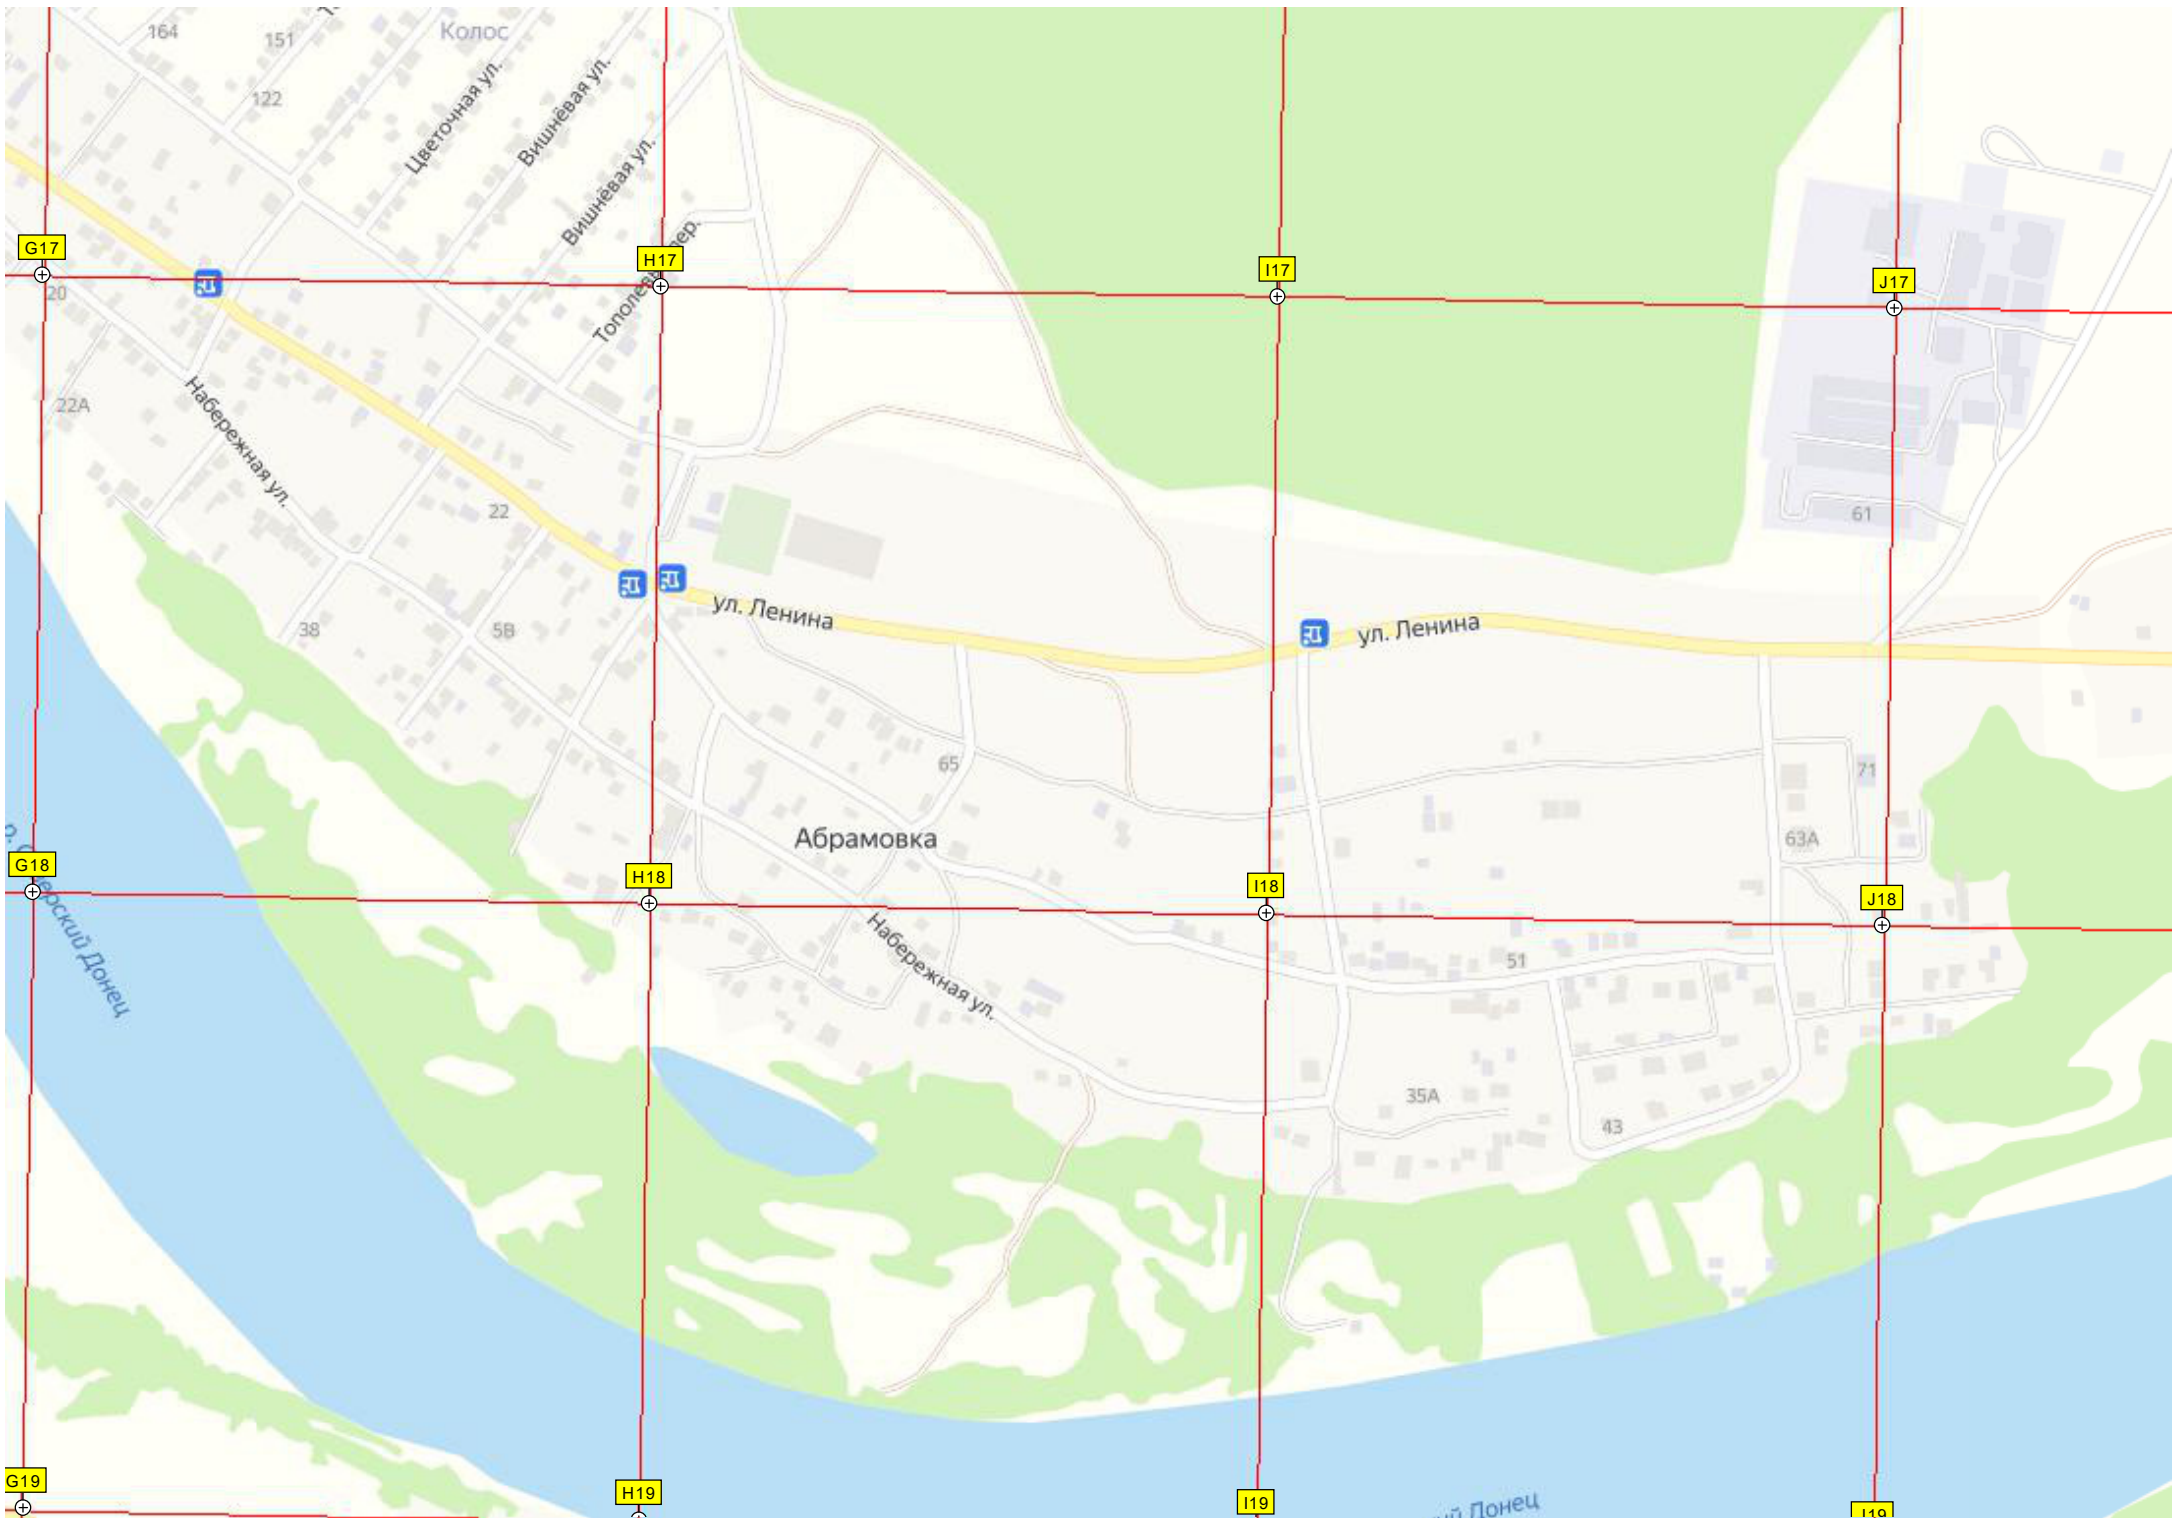 164
151
Колос
122
Цветочная ул.
Вишнёвая ул.
Вишнёвая ул.
G17
H17
I17
J17
20
22А
Набережная ул.
22
61
ул. Ленина
ул. Ленина
38
5В
65
71
Абрамовка
63А
G18
H18
I18
J18
Донец
Набережная ул.
51
35А
43
G19
H19
I19
Донец